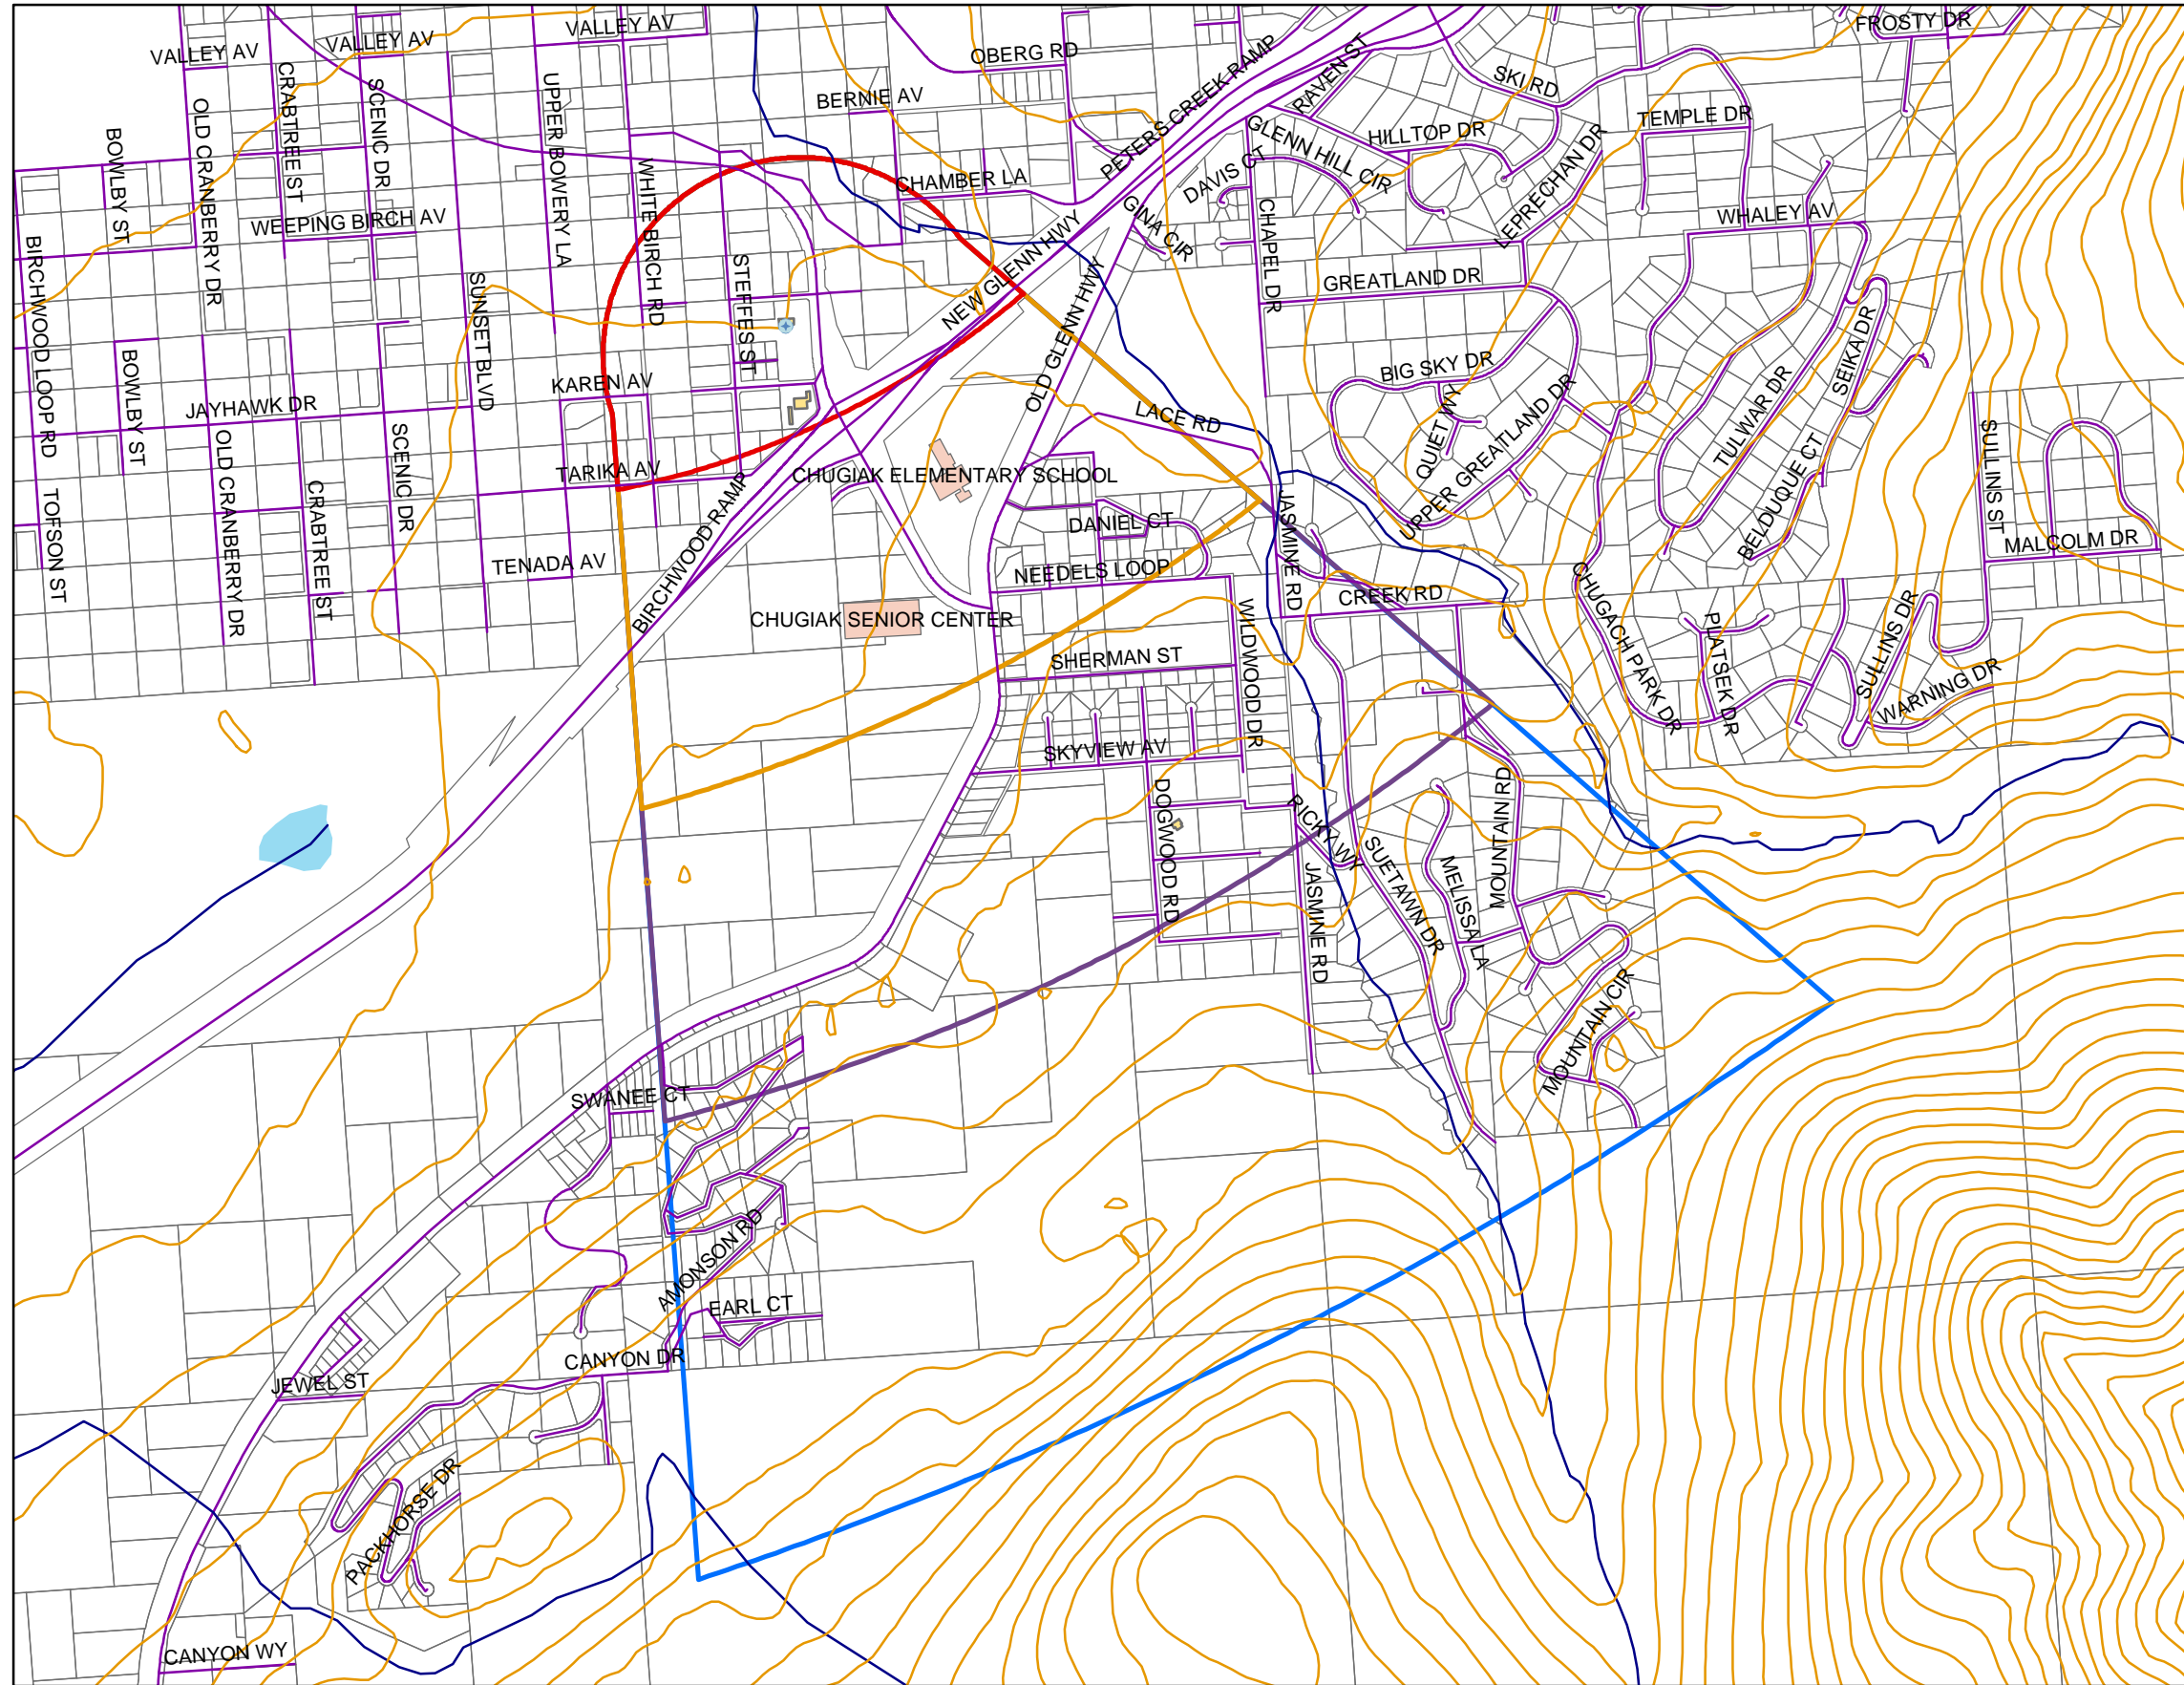 VALLEY AV
VALLEY AV
VALLEY AV
OBERG RD
FROSTY DR
OLD CRANBERRY DR
CRABTREE ST
SCENIC DR
UPPER BOWERY LA
BERNIE AV
PETERS CREEK RAMP
RAVEN ST
SKI RD
TEMPLE DR
BOWLBY ST
WHITE BIRCH RD
CHAMBER LA
DAVIS CT
GLENN HILL CIR
HILLTOP DR
LEPRECHAN DR
WEEPING BIRCH AV
BIRCHWOOD LOOP RD
SUNSET BLVD
STEFFES ST
NEW GLENN HWY
GINA CIR
CHAPEL DR
WHALEY AV
OLD GLENN HWY
GREATLAND DR
BOWLBY ST
JAYHAWK DR
KAREN AV
LACE RD
BIG SKY DR
QUIET WY
UPPER GREATLAND DR
TULWAR DR
SEIKA DR
BELDUQUE CT
SULLINS ST
TOFSON ST
OLD CRANBERRY DR
CRABTREE ST
SCENIC DR
TARIKA AV
CHUGIAK ELEMENTARY SCHOOL
BIRCHWOOD RAMP
DANIEL CT
JASMINE RD
MALCOLM DR
TENADA AV
NEEDELS LOOP
CREEK RD
CHUGACH PARK DR
PLATSEK DR
SULLINS DR
WARNING DR
CHUGIAK SENIOR CENTER
WILDWOOD DR
SHERMAN ST
SKYVIEW AV
DOGWOOD RD
RICKY WY
JASMINE RD
SUETAWN DR
MELISSA LA
MOUNTAIN RD
MOUNTAIN CIR
SWANEE CT
AMONSON RD
EARL CT
CANYON DR
JEWEL ST
PACKHORSE DR
CANYON WY